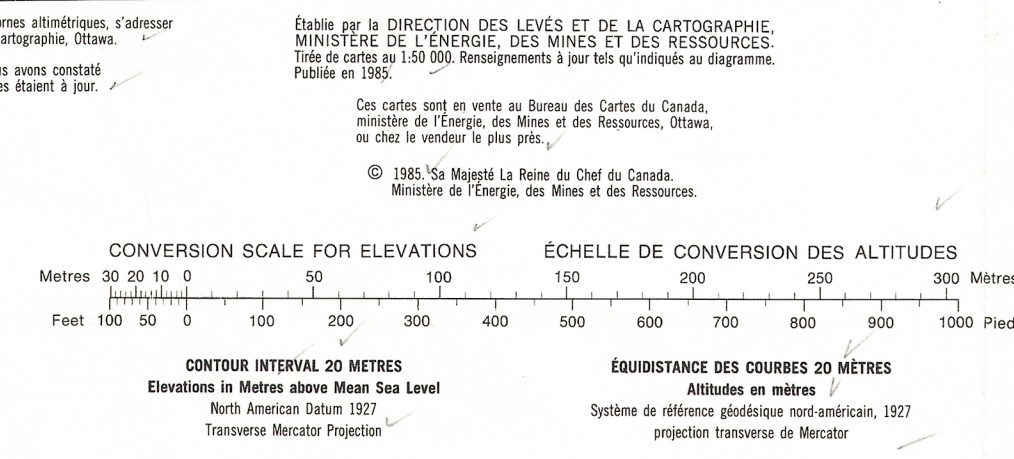 rnes altimétriques, s'adresser
artographie, Ottawa.
s avons constaté
es étaient à jour.
Établie par la DIRECTION DES LEVÉS ET DE LA CARTOGRAPHIE,
MINISTÈRE DE L'ÉNERGIE, DES MINES ET DES RESSOURCES.
Tirée de cartes au 1:50 000. Renseignements à jour tels qu'indiqués au diagramme.
Publiée en 1985.
Ces cartes sont en vente au Bureau des Cartes du Canada,
ministère de l'Énergie, des Mines et des Ressources, Ottawa,
ou chez le vendeur le plus près.
© 1985. Sa Majesté La Reine du Chef du Canada.
Ministère de l'Énergie, des Mines et des Ressources.
CONVERSION SCALE FOR ELEVATIONS ÉCHELLE DE CONVERSION DES ALTITUDES
Metres 30 20 10 0 50 100 150 200 250 300 Mètres
Feet 100 50 0 100 200 300 400 500 600 700 800 900 1000 Pied
CONTOUR INTERVAL 20 METRES
Elevations in Metres above Mean Sea Level
North American Datum 1927
Transverse Mercator Projection
ÉQUIDISTANCE DES COURBES 20 MÈTRES
Altitudes en mètres
Système de référence géodésique nord-américain, 1927
projection transverse de Mercator